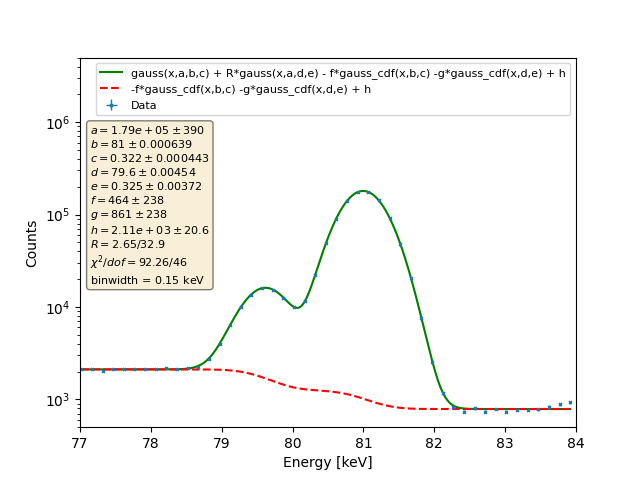 gauss(x,a,b,c) + R*gauss(x,a,d,e) - f*gauss_cdf(x,b,c) -g*gauss_cdf(x,d,e) + h
-f*gauss_cdf(x,b,c) -g*gauss_cdf(x,d,e) + h
Data
a = 1.79e + 05 ± 390
b = 81 ± 0.000639
c = 0.322 ± 0.000443
d = 79.6 ± 0.00454
e = 0.325 ± 0.00372
f = 464 ± 238
g = 861 ± 238
h = 2.11e + 03 ± 20.6
R = 2.65/32.9
χ²/dof = 92.26/46
binwidth = 0.15 keV
Counts
10⁶
10⁵
10⁴
10³
77 78 79 80 81 82 83 84
Energy [keV]